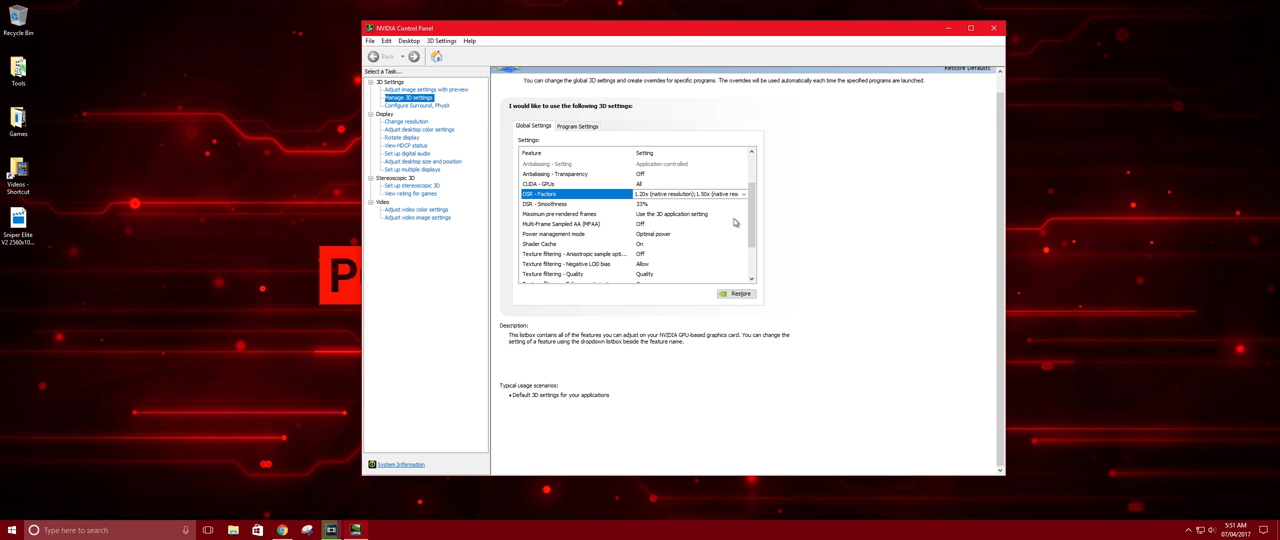 Recycle Bin
Tools
Games
Videos - Shortcut
Sniper Elite V2 2560x10...
NVIDIA Control Panel
File Edit Desktop 3D Settings Help
Back
Select a Task...
3D Settings
Adjust image settings with preview
Manage 3D settings
Configure Surround, PhysX
Display
Change resolution
Adjust desktop color settings
Rotate display
View HDCP status
Set up digital audio
Adjust desktop size and position
Set up multiple displays
Stereoscopic 3D
Set up stereoscopic 3D
View rating for games
Video
Adjust video color settings
Adjust video image settings
System Information
Restore Defaults
You can change the global 3D settings and create overrides for specific programs. The overrides will be used automatically each time the specified programs are launched.
I would like to use the following 3D settings:
Global Settings Program Settings
Settings:
Feature Setting
Antialiasing - Setting Application-controlled
Antialiasing - Transparency Off
CUDA - GPUs All
DSR - Factors 1.20x (native resolution); 1.50x (native res
DSR - Smoothness 33%
Maximum pre-rendered frames Use the 3D application setting
Multi-Frame Sampled AA (MFAA) Off
Power management mode Optimal power
Shader Cache On
Texture filtering - Anisotropic sample opti... Off
Texture filtering - Negative LOD bias Allow
Texture filtering - Quality Quality
Restore
Description:
This listbox contains all of the features you can adjust on your NVIDIA GPU-based graphics card. You can change the
setting of a feature using the dropdown listbox beside the feature name.
Typical usage scenarios:
• Default 3D settings for your applications
P
Type here to search
5:51 AM
07/04/2017